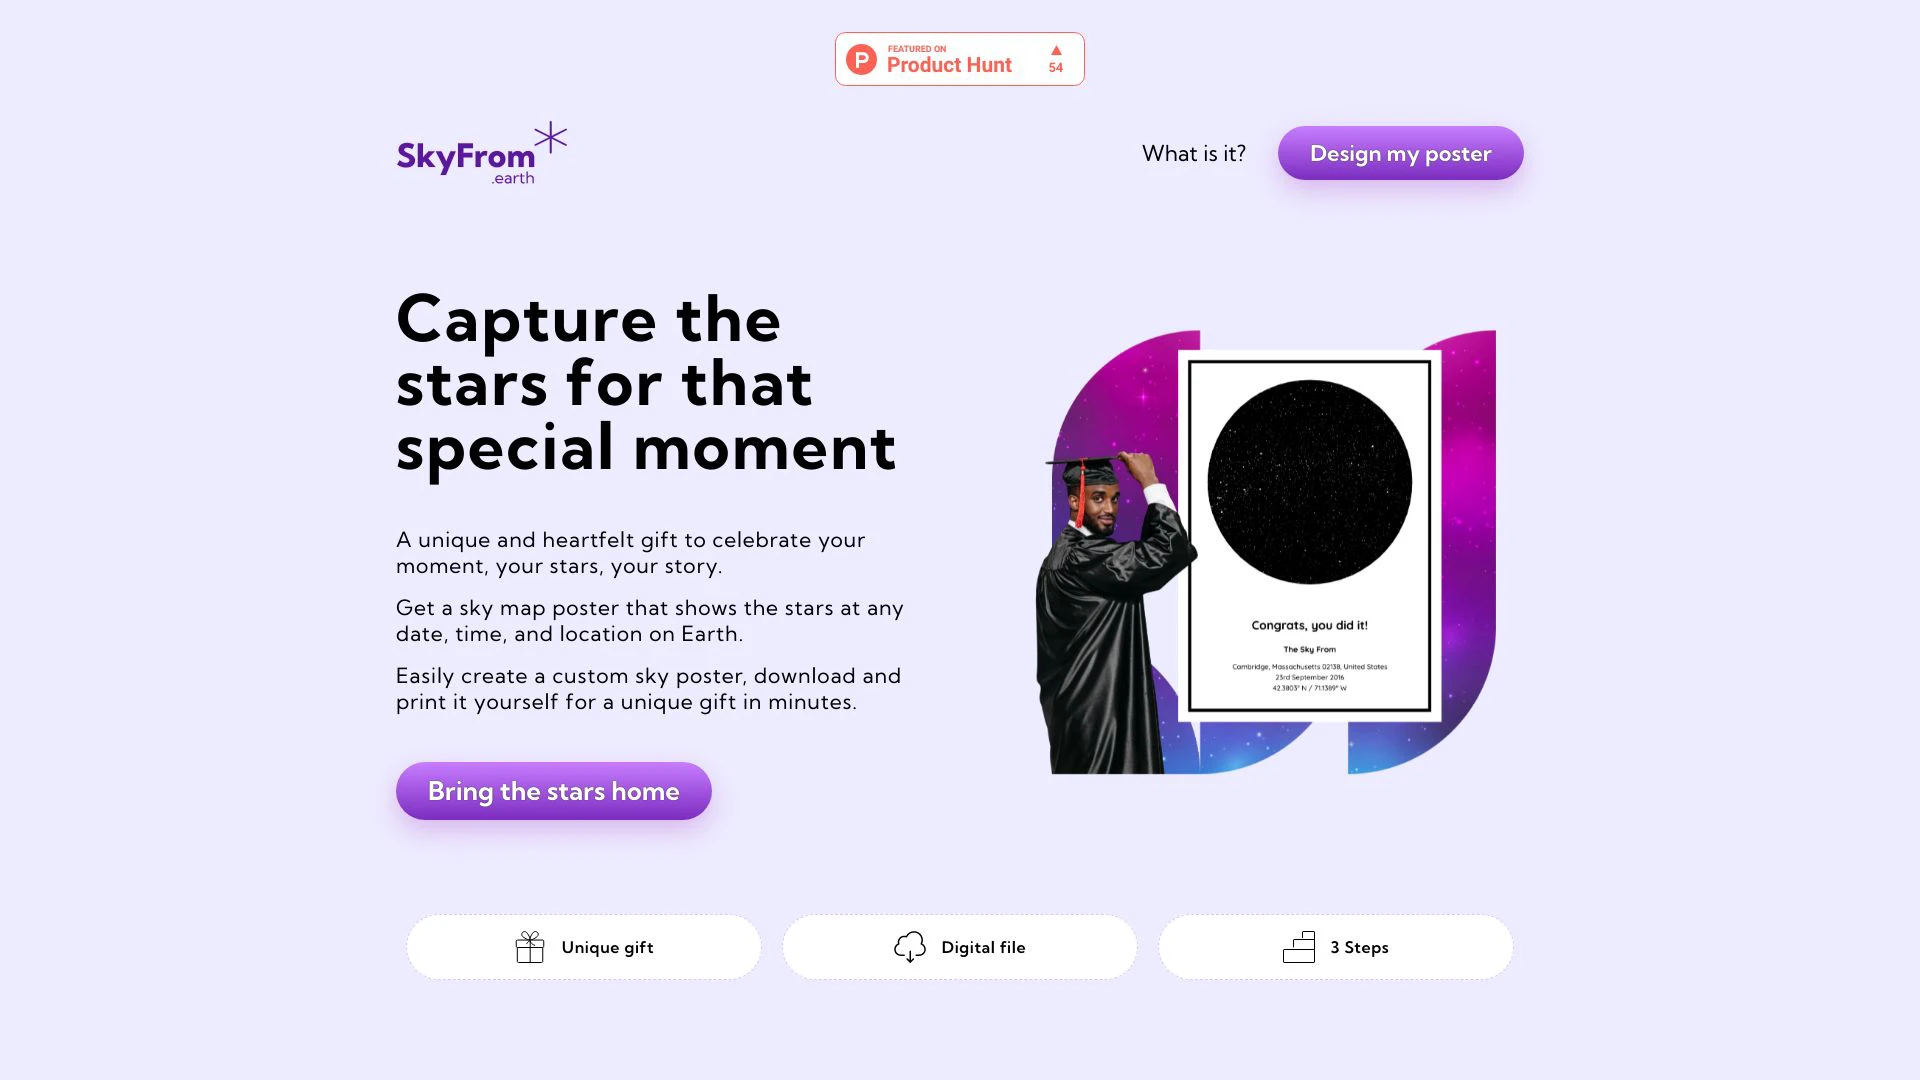 FEATURED ON
Product Hunt
54
SkyFrom
.earth
What is it?
Design my poster
Capture the
stars for that
special moment
A unique and heartfelt gift to celebrate your
moment, your stars, your story.
Get a sky map poster that shows the stars at any
date, time, and location on Earth.
Easily create a custom sky poster, download and
print it yourself for a unique gift in minutes.
Bring the stars home
Congrats, you did it!
The Sky From
Cambridge, Massachusetts 02138, United States
23rd September 2016
42.3803° N / 71.1389° W
Unique gift
Digital file
3 Steps